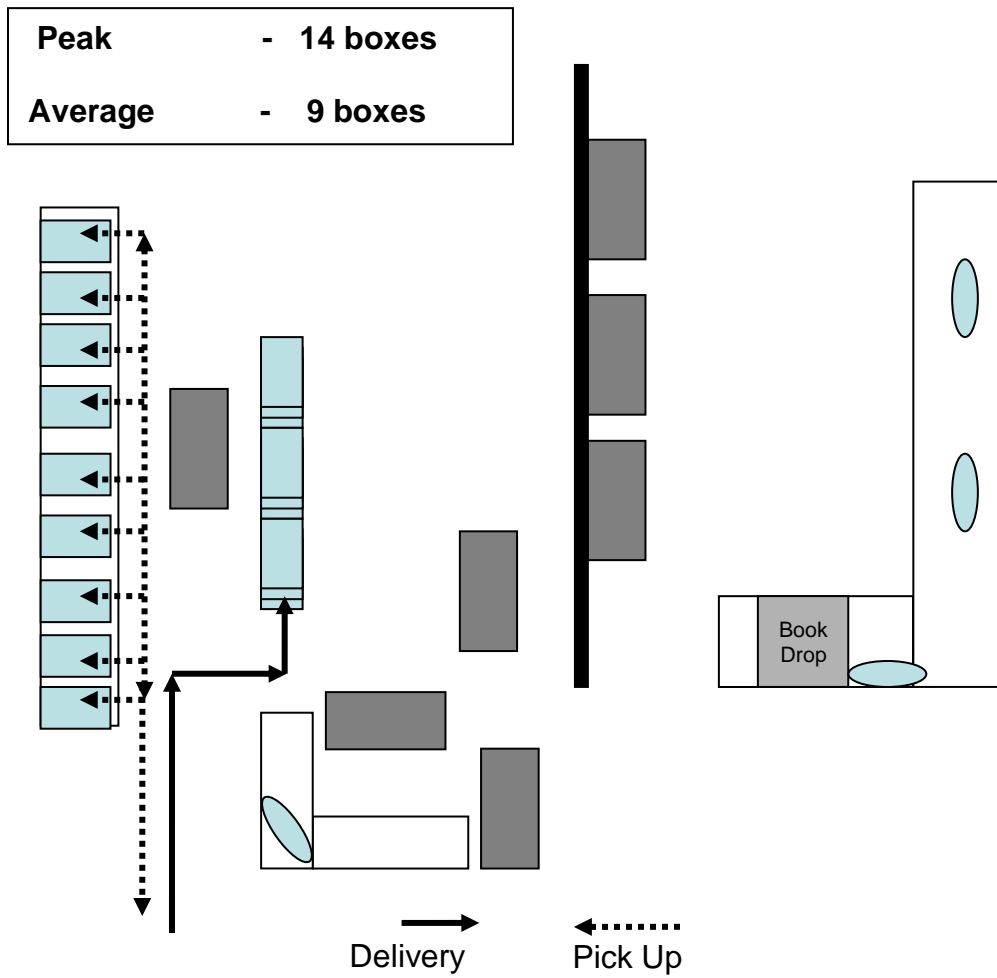 Peak - 14 boxes
Average - 9 boxes
Book
Drop
Delivery
Pick Up